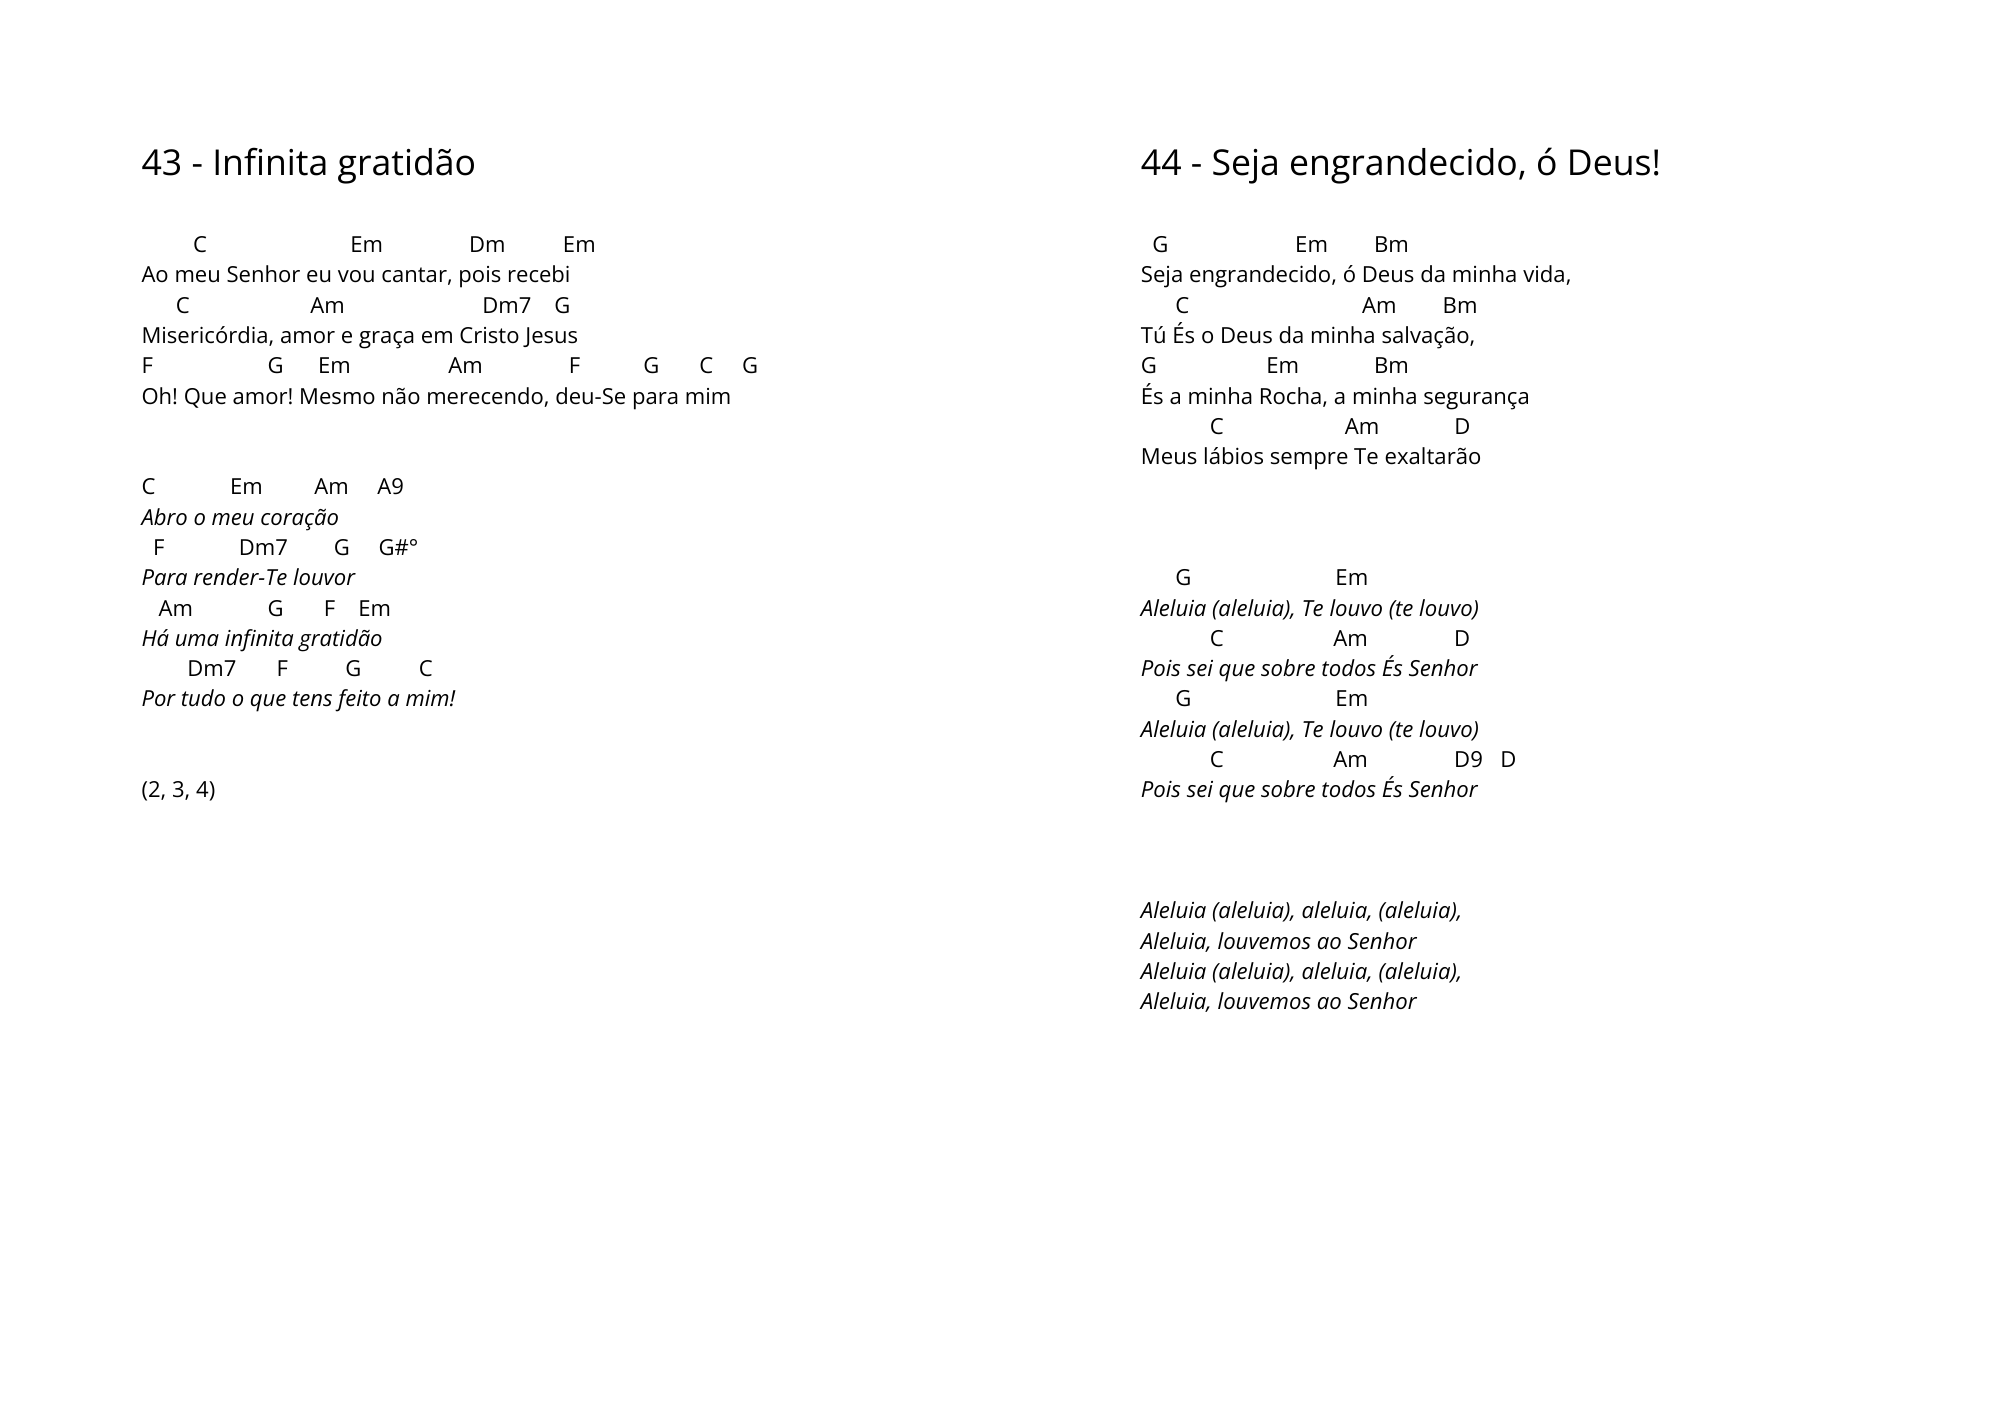 43 - Infinita gratidão
C Em Dm Em
Ao meu Senhor eu vou cantar, pois recebi
C Am Dm7 G
Misericórdia, amor e graça em Cristo Jesus
F G Em Am F G C G
Oh! Que amor! Mesmo não merecendo, deu-Se para mim
C Em Am A9
Abro o meu coração
F Dm7 G G#°
Para render-Te louvor
Am G F Em
Há uma infinita gratidão
Dm7 F G C
Por tudo o que tens feito a mim!
(2, 3, 4)
44 - Seja engrandecido, ó Deus!
G Em Bm
Seja engrandecido, ó Deus da minha vida,
C Am Bm
Tú És o Deus da minha salvação,
G Em Bm
És a minha Rocha, a minha segurança
C Am D
Meus lábios sempre Te exaltarão
G Em
Aleluia (aleluia), Te louvo (te louvo)
C Am D
Pois sei que sobre todos És Senhor
G Em
Aleluia (aleluia), Te louvo (te louvo)
C Am D9 D
Pois sei que sobre todos És Senhor
Aleluia (aleluia), aleluia, (aleluia),
Aleluia, louvemos ao Senhor
Aleluia (aleluia), aleluia, (aleluia),
Aleluia, louvemos ao Senhor